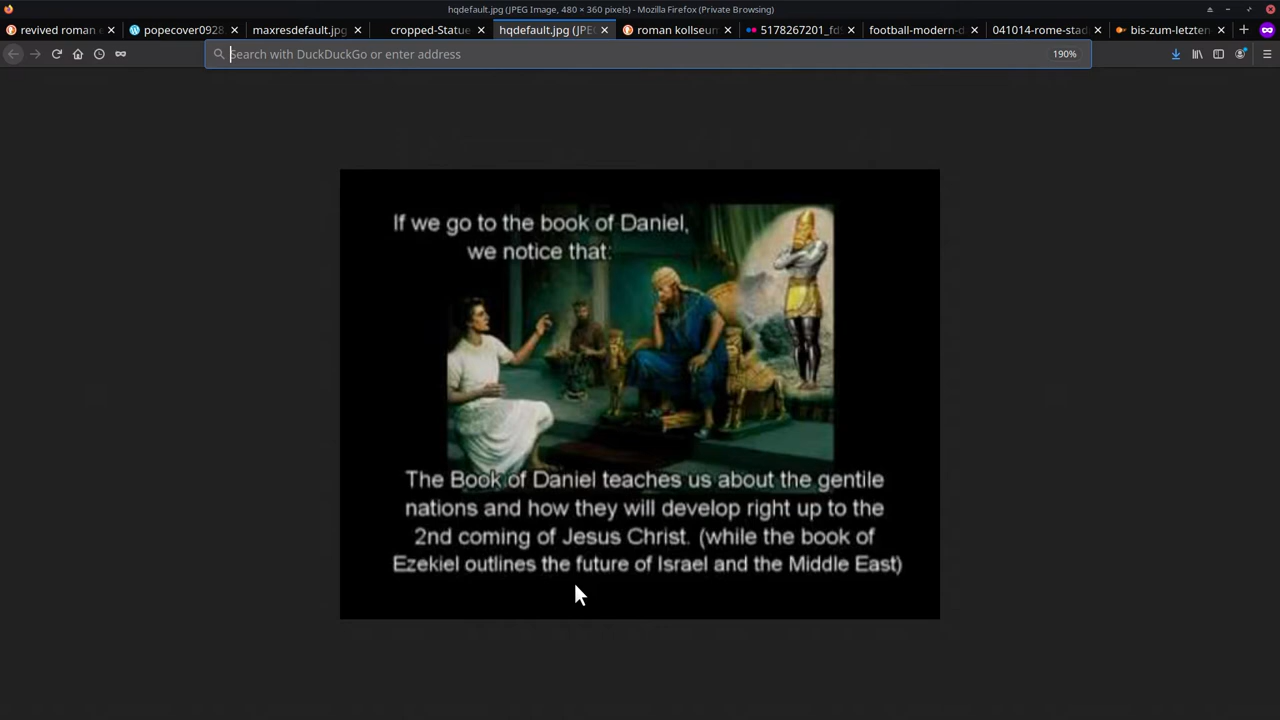 hqdefault.jpg (JPEG Image, 480 × 360 pixels) - Mozilla Firefox (Private Browsing)
revived roman e
popecover0928
maxresdefault.jpg
cropped-Statue
hqdefault.jpg (JPE
roman kollseun
5178267201_fd
football-modern-d
041014-rome-stad
bis-zum-letzten
Search with DuckDuckGo or enter address
190%
If we go to the book of Daniel,
we notice that:
The Book of Daniel teaches us about the gentile
nations and how they will develop right up to the
2nd coming of Jesus Christ. (while the book of
Ezekiel outlines the future of Israel and the Middle East)